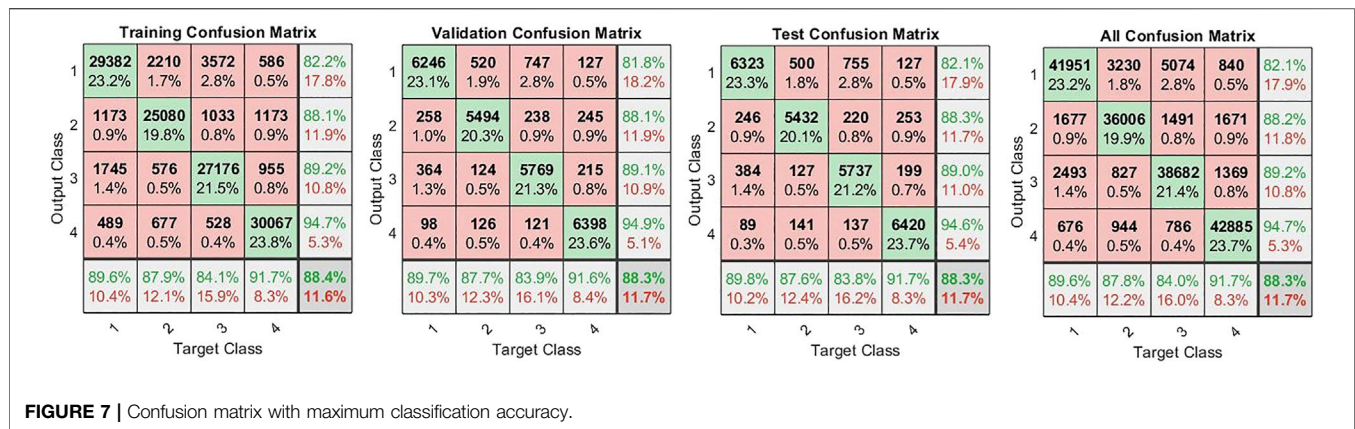 Training Confusion Matrix
Output Class
1
29382 2210 3572 586 82.2%
23.2% 1.7% 2.8% 0.5% 17.8%
2
1173 25080 1033 1173 88.1%
0.9% 19.8% 0.8% 0.9% 11.9%
3
1745 576 27176 955 89.2%
1.4% 0.5% 21.5% 0.8% 10.8%
4
489 677 528 30067 94.7%
0.4% 0.5% 0.4% 23.8% 5.3%
89.6% 87.9% 84.1% 91.7% 88.4%
10.4% 12.1% 15.9% 8.3% 11.6%
1 2 3 4
Target Class
Validation Confusion Matrix
Output Class
1
6246 520 747 127 81.8%
23.1% 1.9% 2.8% 0.5% 18.2%
2
258 5494 238 245 88.1%
1.0% 20.3% 0.9% 0.9% 11.9%
3
364 124 5769 215 89.1%
1.3% 0.5% 21.3% 0.8% 10.9%
4
98 126 121 6398 94.9%
0.4% 0.5% 0.4% 23.6% 5.1%
89.7% 87.7% 83.9% 91.6% 88.3%
10.3% 12.3% 16.1% 8.4% 11.7%
1 2 3 4
Target Class
Test Confusion Matrix
Output Class
1
6323 500 755 127 82.1%
23.3% 1.8% 2.8% 0.5% 17.9%
2
246 5432 220 253 88.3%
0.9% 20.1% 0.8% 0.9% 11.7%
3
384 127 5737 199 89.0%
1.4% 0.5% 21.2% 0.7% 11.0%
4
89 141 137 6420 94.6%
0.3% 0.5% 0.5% 23.7% 5.4%
89.8% 87.6% 83.8% 91.7% 88.3%
10.2% 12.4% 16.2% 8.3% 11.7%
1 2 3 4
Target Class
All Confusion Matrix
Output Class
1
41951 3230 5074 840 82.1%
23.2% 1.8% 2.8% 0.5% 17.9%
2
1677 36006 1491 1671 88.2%
0.9% 19.9% 0.8% 0.9% 11.8%
3
2493 827 38682 1369 89.2%
1.4% 0.5% 21.4% 0.8% 10.8%
4
676 944 786 42885 94.7%
0.4% 0.5% 0.4% 23.7% 5.3%
89.6% 87.8% 84.0% 91.7% 88.3%
10.4% 12.2% 16.0% 8.3% 11.7%
1 2 3 4
Target Class
FIGURE 7 | Confusion matrix with maximum classification accuracy.